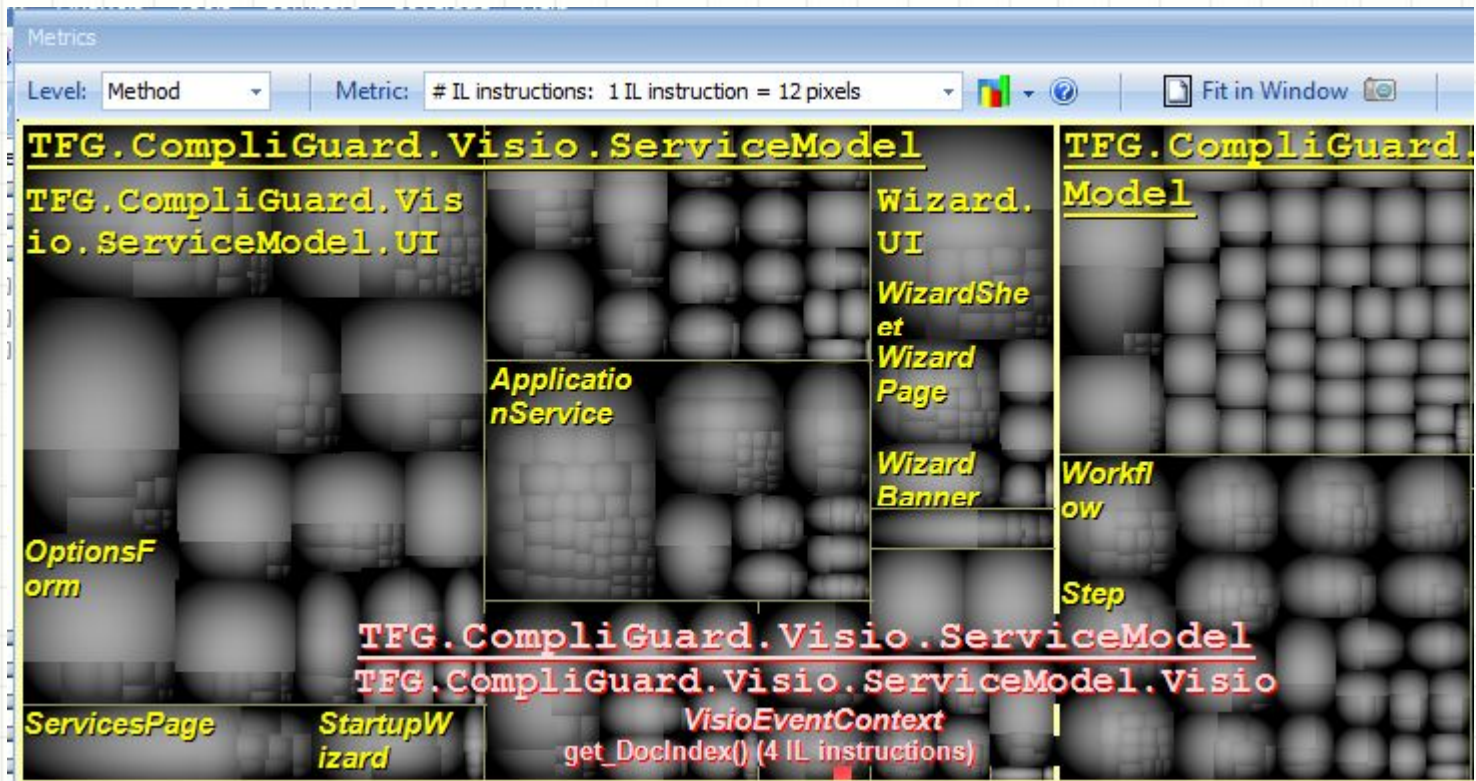 Metrics
Level: Method Metric: # IL instructions: 1 IL instruction = 12 pixels Fit in Window
TFG.CompliGuard.Visio.ServiceModel
TFG.CompliGuard.Vis
io.ServiceModel.UI
Wizard.
UI
WizardShe
et
Wizard
Page
Wizard
Banner
Applicatio
nService
OptionsF
orm
ServicesPage
StartupW
izard
TFG.CompliGuard.
Model
Workfl
ow
Step
TFG.CompliGuard.Visio.ServiceModel
TFG.CompliGuard.Visio.ServiceModel.Visio
VisioEventContext
get_DocIndex() (4 IL instructions)